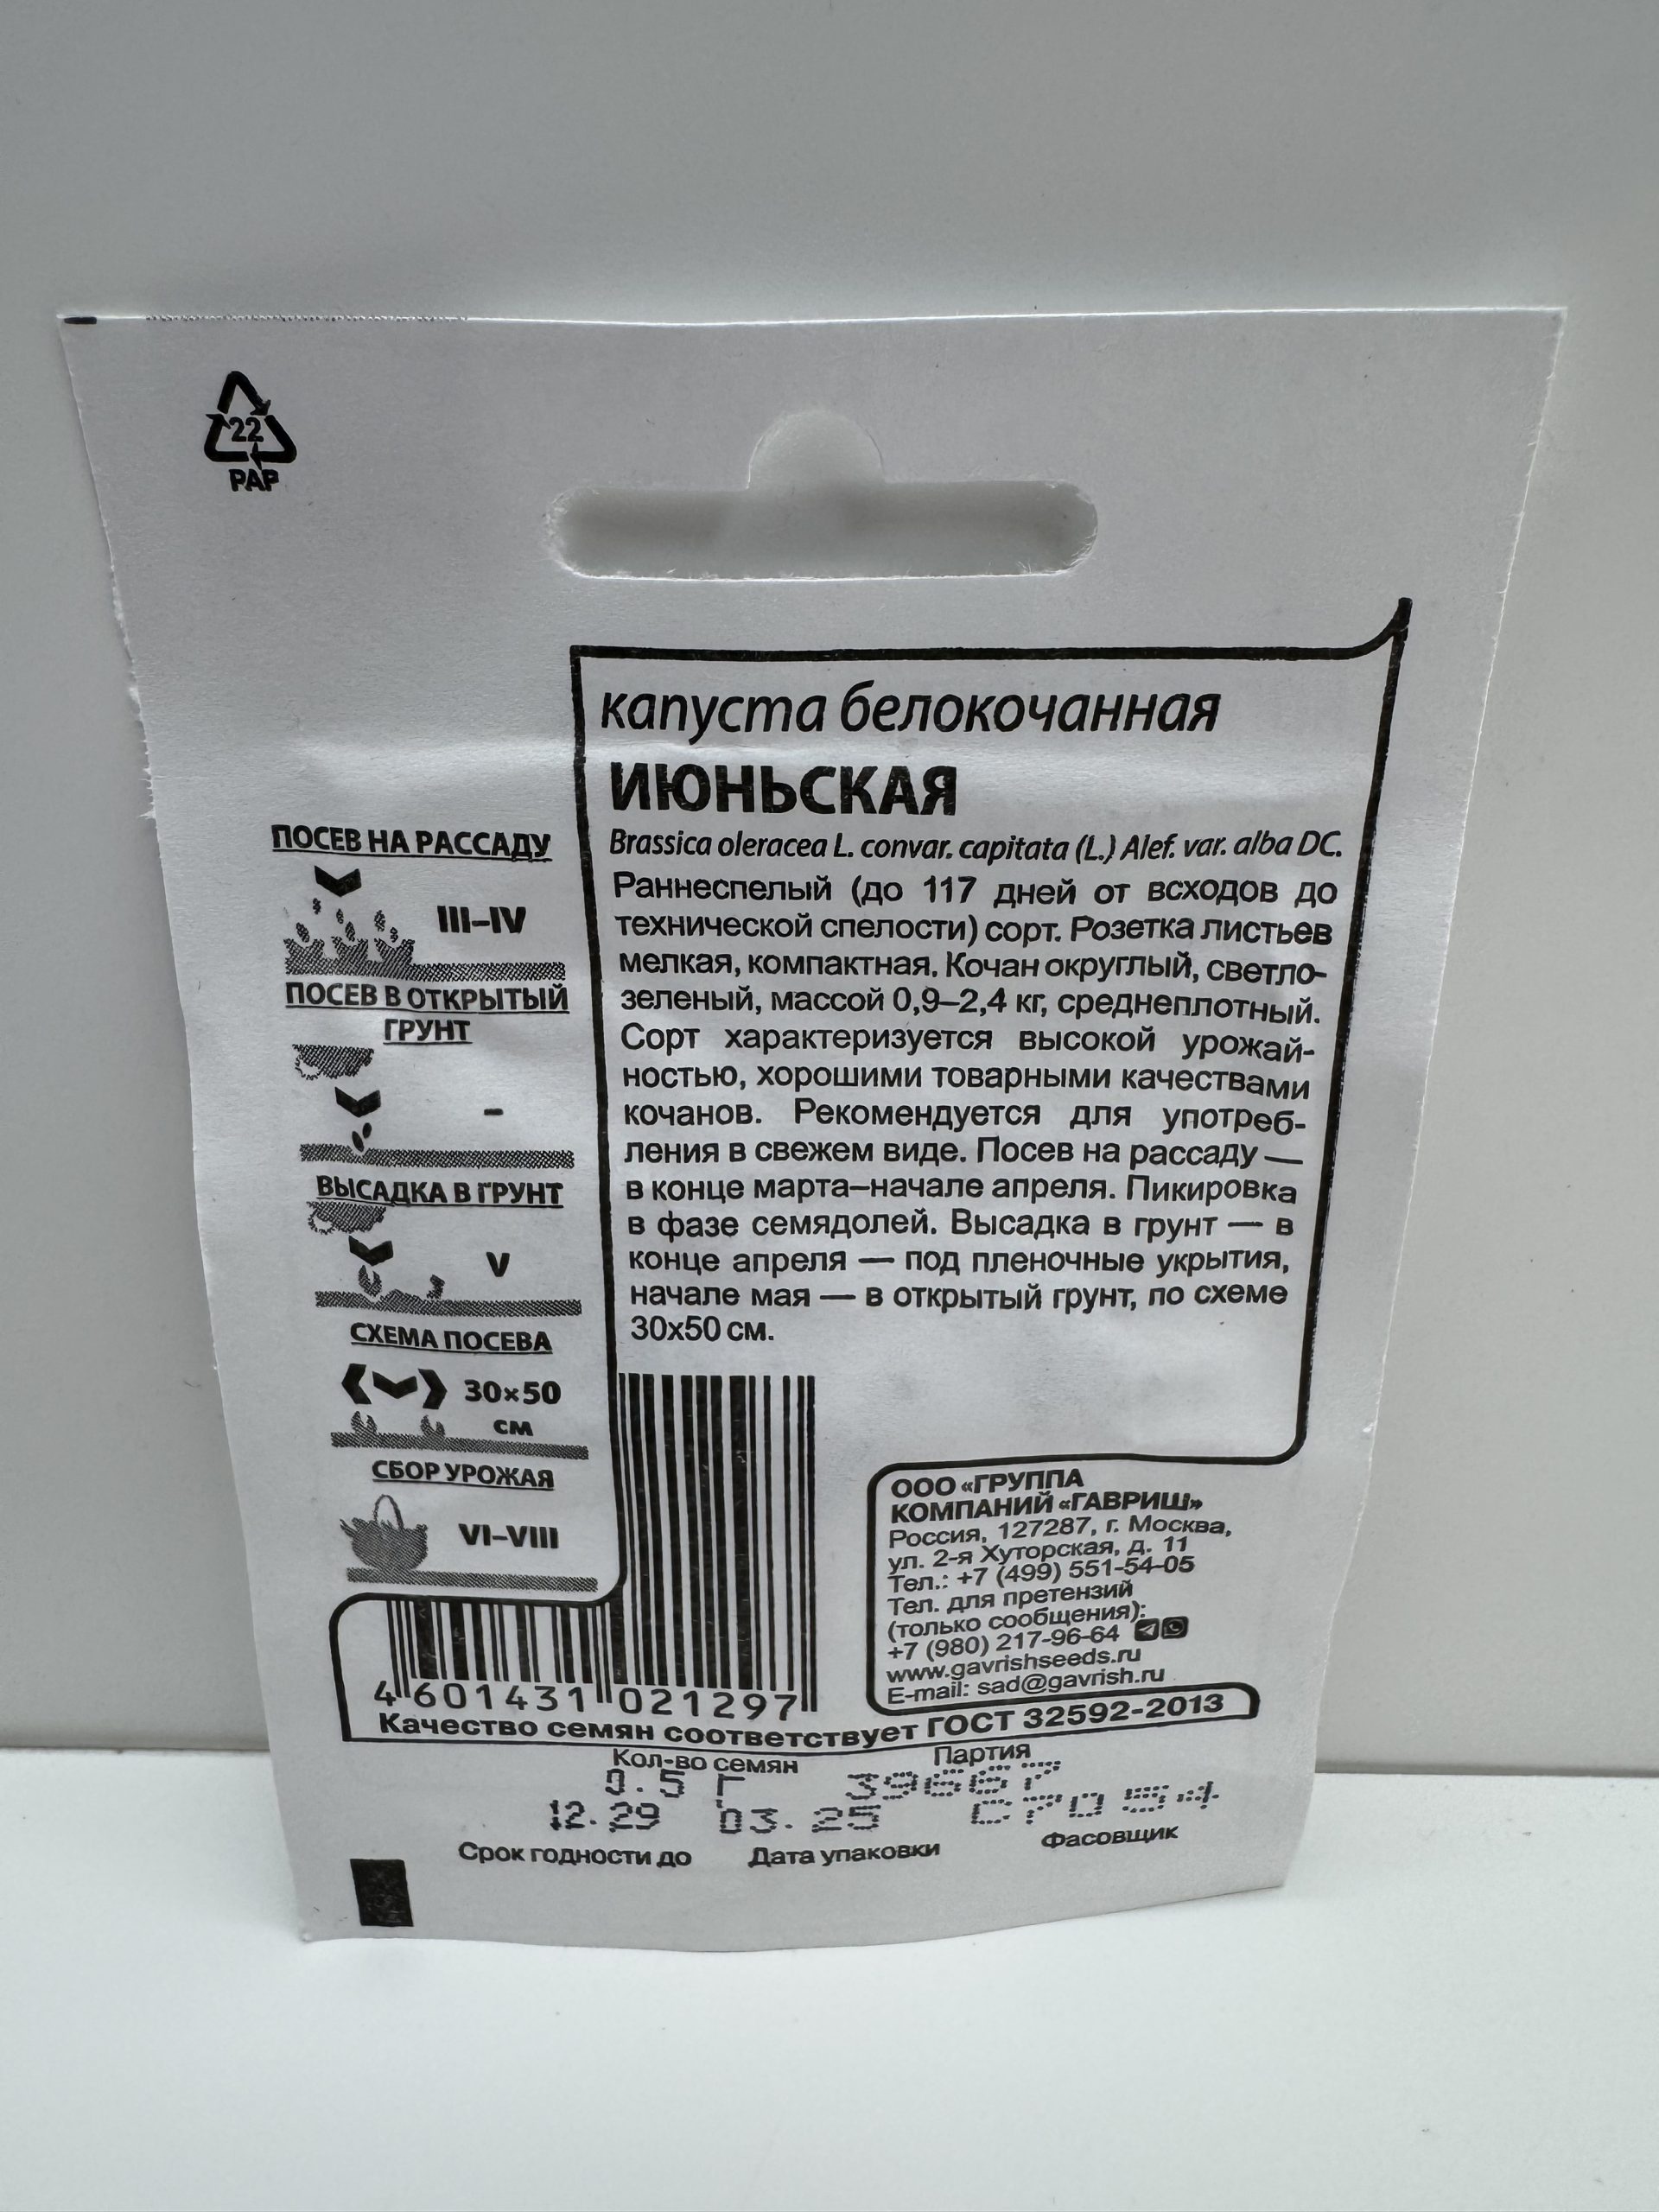 22
PAP
капуста белокочанная
ИЮНЬСКАЯ
Brassica oleracea L. convar. capitata (L.) Alef. var. alba DC.
Раннеспелый (до 117 дней от всходов до
технической спелости) сорт. Розетка листьев
мелкая, компактная. Кочан округлый, светло-
зеленый, массой 0,9–2,4 кг, среднеплотный.
Сорт характеризуется высокой урожай-
ностью, хорошими товарными качествами
кочанов. Рекомендуется для употреб-
ления в свежем виде. Посев на рассаду —
в конце марта–начале апреля. Пикировка
в фазе семядолей. Высадка в грунт — в
конце апреля — под пленочные укрытия,
начале мая — в открытый грунт, по схеме
30х50 см.
ПОСЕВ НА РАССАДУ
III–IV
ПОСЕВ В ОТКРЫТЫЙ
ГРУНТ
–
ВЫСАДКА В ГРУНТ
V
СХЕМА ПОСЕВА
30×50
см
СБОР УРОЖАЯ
VI–VIII
ООО «ГРУППА
КОМПАНИЙ «ГАВРИШ»
Россия, 127287, г. Москва,
ул. 2-я Хуторская, д. 11
Тел.: +7 (499) 551-54-05
Тел. для претензий
(только сообщения):
+7 (980) 217-96-64
www.gavrishseeds.ru
E-mail: sad@gavrish.ru
4 601431 021297
Качество семян соответствует ГОСТ 32592-2013
Кол-во семян Партия
0.5 Г
12.29 03.25
Срок годности до Дата упаковки Фасовщик